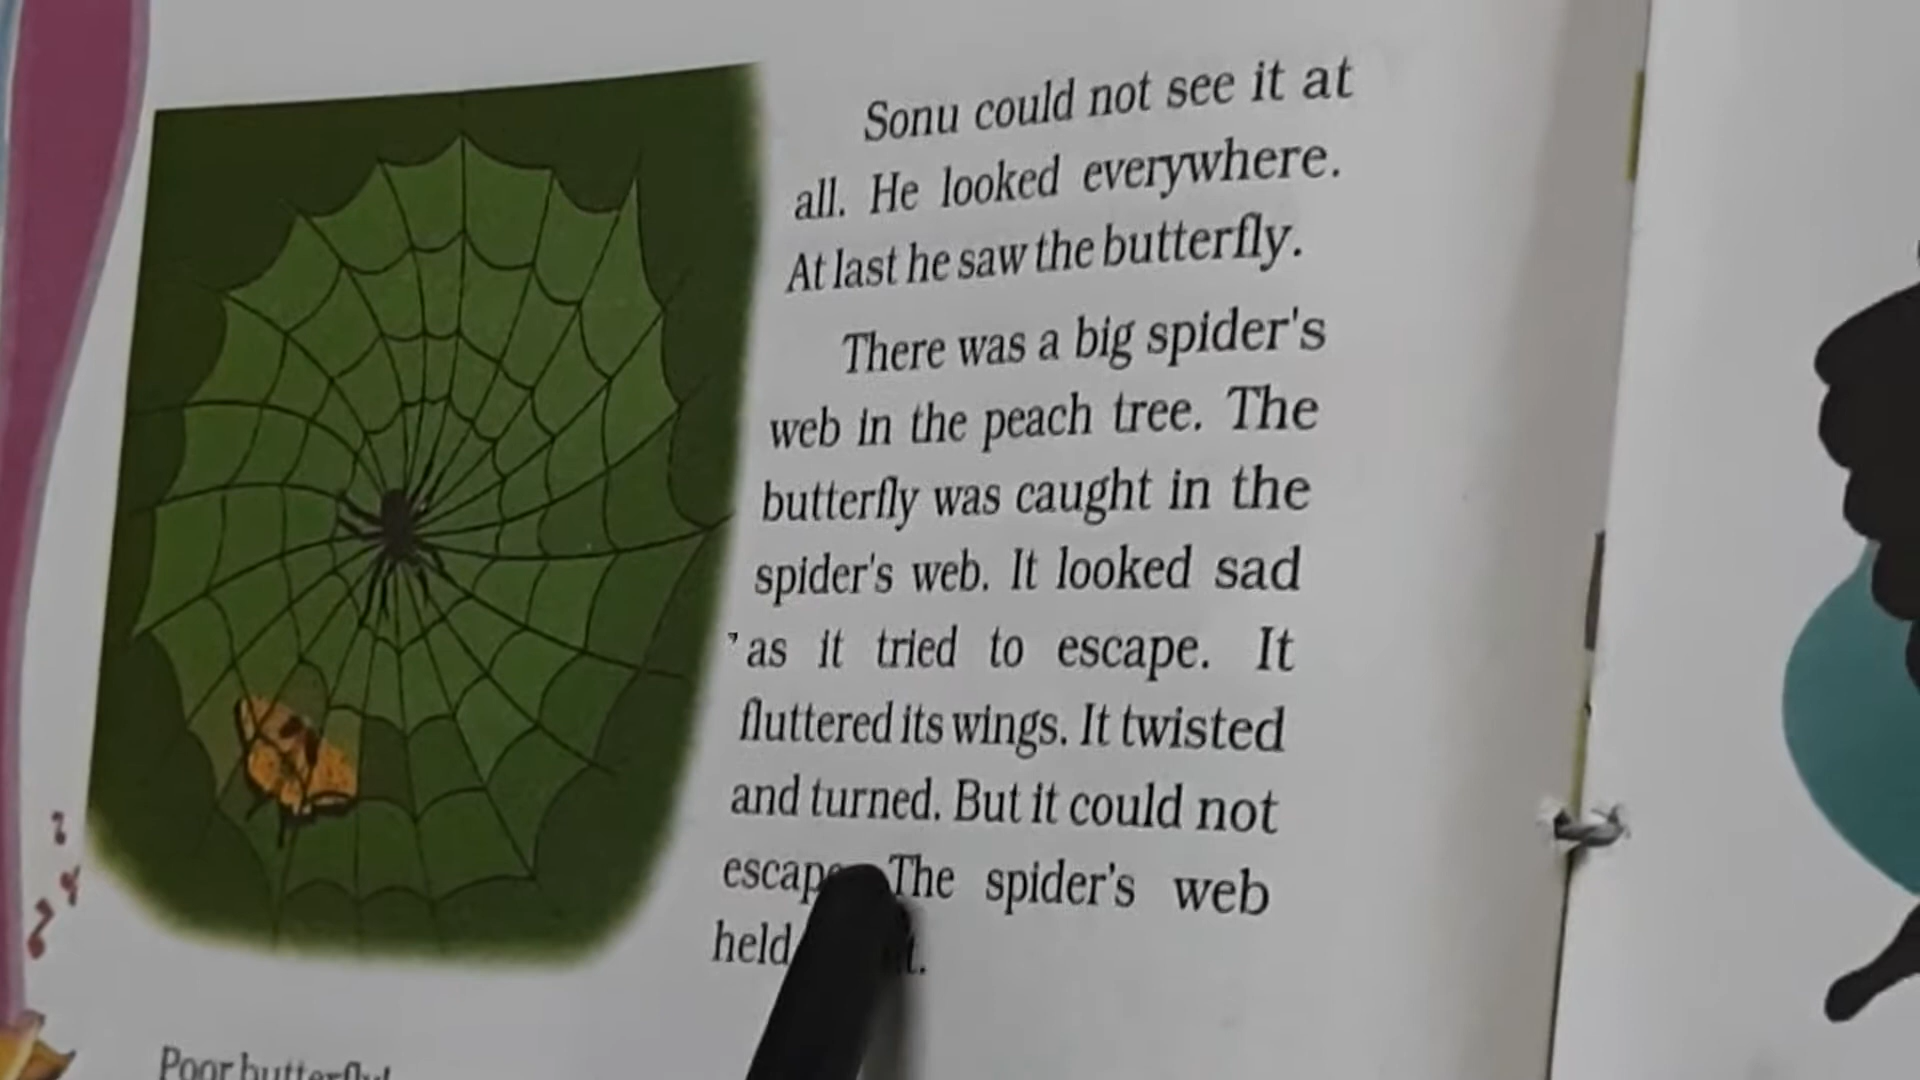 Sonu could not see it at
all. He looked everywhere.
At last he saw the butterfly.
There was a big spider's
web in the peach tree. The
butterfly was caught in the
spider's web. It looked sad
as it tried to escape. It
fluttered its wings. It twisted
and turned. But it could not
escape. The spider's web
held
Poor butterfly!